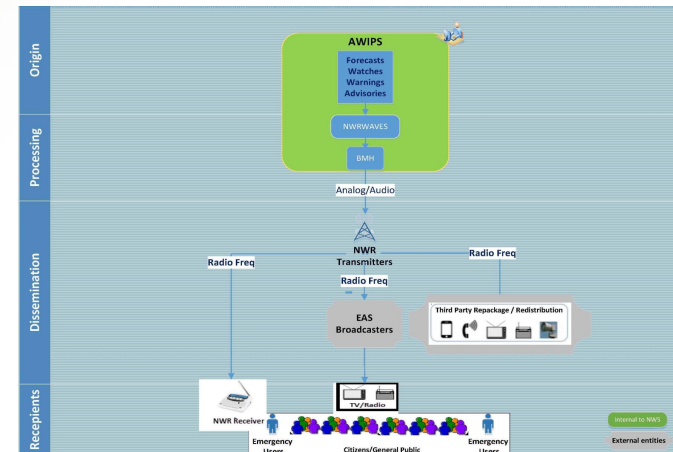 Origin
AWIPS
Forecasts
Watches
Warnings
Advisories
Processing
NWRWAVES
BMH
Analog/Audio
Dissemination
NWR
Transmitters
Radio Freq
Radio Freq
Radio Freq
EAS
Broadcasters
Third Party Repackage / Redistribution
Recepients
NWR Receiver
TV/Radio
Emergency
Users
Citizens/General Public
Emergency
Users
Internal to NWS
External entities